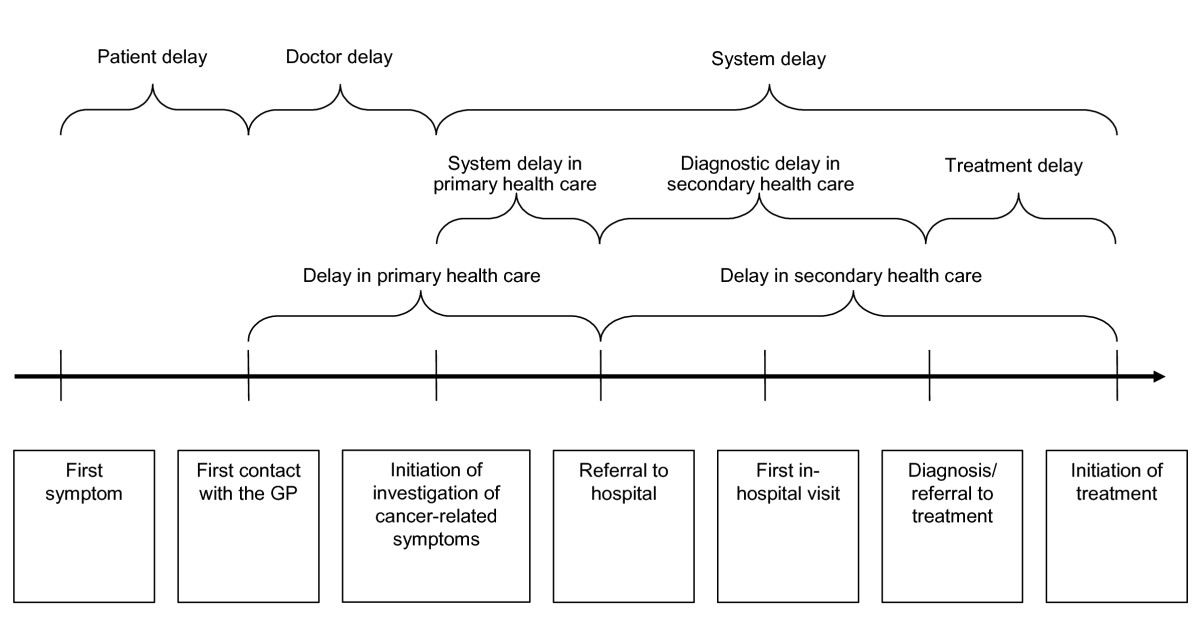 Patient delay
Doctor delay
System delay
System delay in
primary health care
Diagnostic delay in
secondary health care
Treatment delay
Delay in primary health care
Delay in secondary health care
First
symptom
First contact
with the GP
Initiation of
investigation of
cancer-related
symptoms
Referral to
hospital
First in-
hospital visit
Diagnosis/
referral to
treatment
Initiation of
treatment